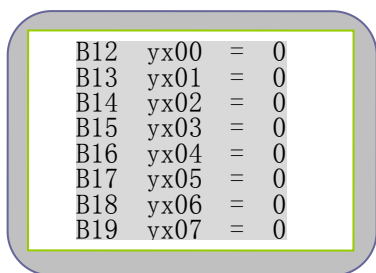 B12 yx00 = 0
B13 yx01 = 0
B14 yx02 = 0
B15 yx03 = 0
B16 yx04 = 0
B17 yx05 = 0
B18 yx06 = 0
B19 yx07 = 0